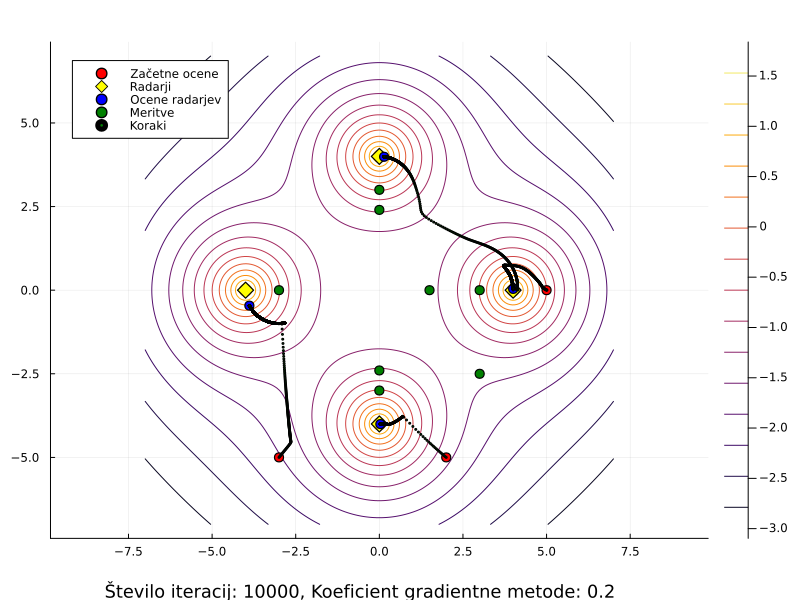 Začetne ocene
Radarji
Ocene radarjev
Meritve
Koraki
5.0
2.5
0.0
−2.5
−5.0
−7.5 −5.0 −2.5 0.0 2.5 5.0 7.5
1.5
1.0
0.5
0
−0.5
−1.0
−1.5
−2.0
−2.5
−3.0
Število iteracij: 10000, Koeficient gradientne metode: 0.2